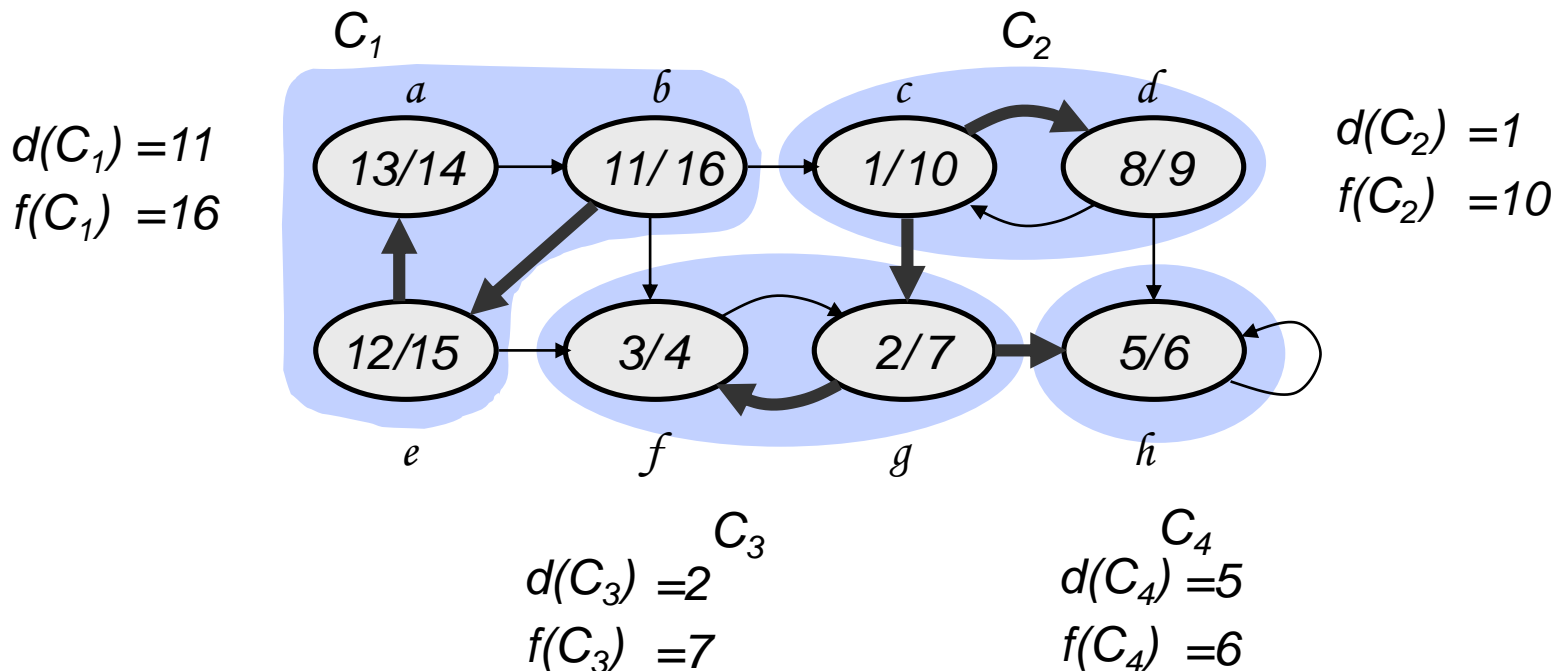 C₁ C₂
a b c d
d(C₁) =11
f(C₁) =16
13/14 11/16 1/10 8/9
d(C₂) =1
f(C₂) =10
12/15 3/4 2/7 5/6
e f g h
C₃ C₄
d(C₃) =2 d(C₄) =5
f(C₃) =7 f(C₄) =6